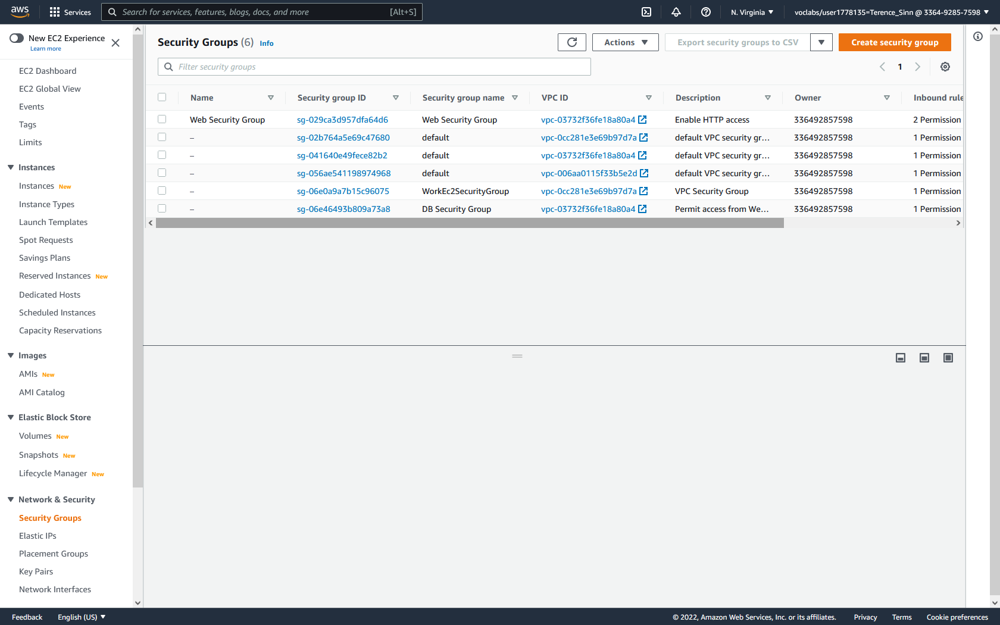 aws
Services
Search for services, features, blogs, docs, and more
[Alt+S]
N. Virginia
voclabs/user1778135=Terence_Sinn @ 3364-9285-7598
New EC2 Experience
Learn more
EC2 Dashboard
EC2 Global View
Events
Tags
Limits
Instances
Instances New
Instance Types
Launch Templates
Spot Requests
Savings Plans
Reserved Instances New
Dedicated Hosts
Scheduled Instances
Capacity Reservations
Images
AMIs New
AMI Catalog
Elastic Block Store
Volumes New
Snapshots New
Lifecycle Manager New
Network & Security
Security Groups
Elastic IPs
Placement Groups
Key Pairs
Network Interfaces
Security Groups (6) Info
Actions
Export security groups to CSV
Create security group
Filter security groups
1
Name Security group ID Security group name VPC ID Description Owner Inbound rule
Web Security Group sg-029ca3d957dfa64d6 Web Security Group vpc-03732f36fe18a80a4 Enable HTTP access 336492857598 2 Permission
– sg-02b764a5e69c47680 default vpc-0cc281e3e69b97d7a default VPC security gr... 336492857598 1 Permission
– sg-041640e49fece82b2 default vpc-03732f36fe18a80a4 default VPC security gr... 336492857598 1 Permission
– sg-056ae541198974968 default vpc-006aa0115f33b5e2d default VPC security gr... 336492857598 1 Permission
– sg-06e0a9a7b15c96075 WorkEc2SecurityGroup vpc-0cc281e3e69b97d7a VPC Security Group 336492857598 1 Permission
– sg-06e46493b809a73a8 DB Security Group vpc-03732f36fe18a80a4 Permit access from We... 336492857598 1 Permission
Feedback
English (US)
© 2022, Amazon Web Services, Inc. or its affiliates.
Privacy
Terms
Cookie preferences